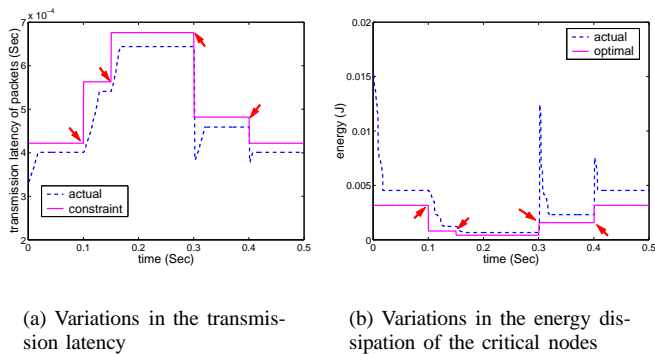 x 10⁻⁴
7
6
5
4
3
2
0 0.1 0.2 0.3 0.4 0.5
time (Sec)
transmission latency of packets (Sec)
actual
constraint
0.02
0.015
0.01
0.005
0
0 0.1 0.2 0.3 0.4 0.5
time (Sec)
energy (J)
actual
optimal
(a) Variations in the transmis-
sion latency
(b) Variations in the energy dis-
sipation of the critical nodes